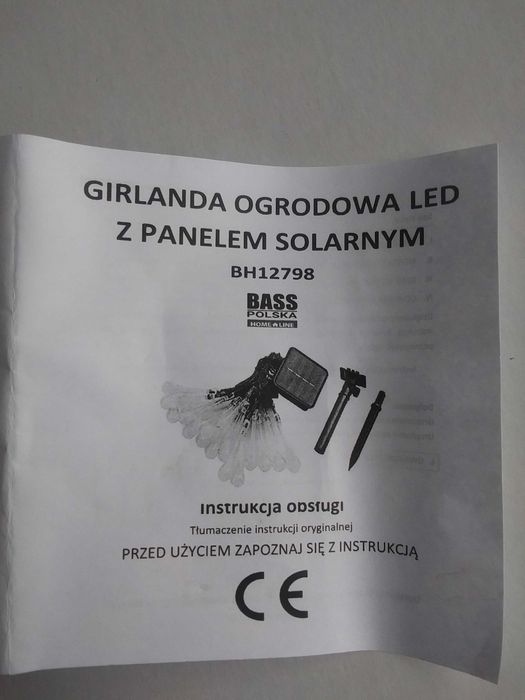 GIRLANDA OGRODOWA LED
Z PANELEM SOLARNYM
BH12798
BASS
POLSKA
HOME LINE
Instrukcja obsługi
Tłumaczenie instrukcji oryginalnej
PRZED UŻYCIEM ZAPOZNAJ SIĘ Z INSTRUKCJĄ
CE